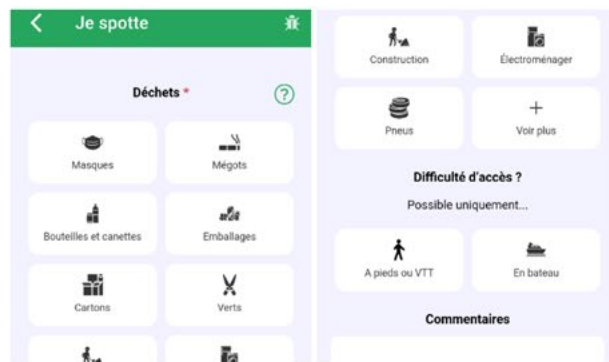 Je spotte
Déchets *
?
Masques
Mégots
Bouteilles et canettes
Emballages
Cartons
Verts
Construction
Électroménager
Pneus
+
Voir plus
Difficulté d'accès ?
Possible uniquement...
A pieds ou VTT
En bateau
Commentaires